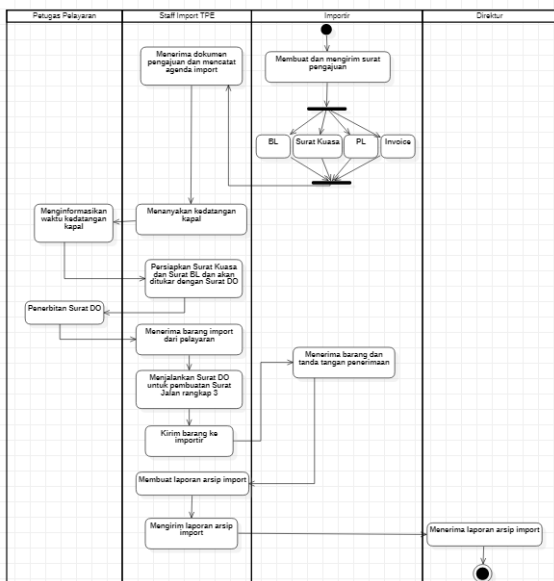 Petugas Pelayaran
Staff Import TPE
Importir
Direktur
Menerima dokumen
pengajuan dan mencatat
agenda import
Membuat dan mengirim surat
pengajuan
BL
Surat Kuasa
PL
Invoice
Menginformasikan
waktu kedatangan
kapal
Menanyakan kedatangan
kapal
Persiapkan Surat Kuasa
dan Surat BL dan akan
ditukar dengan Surat DO
Penerbitan Surat DO
Menerima barang import
dari pelayaran
Menerima barang dan
tanda tangan penerimaan
Menjalankan Surat DO
untuk pembuatan Surat
Jalan rangkap 3
Kirim barang ke
importir
Membuat laporan arsip import
Mengirim laporan arsip
import
Menerima laporan arsip import